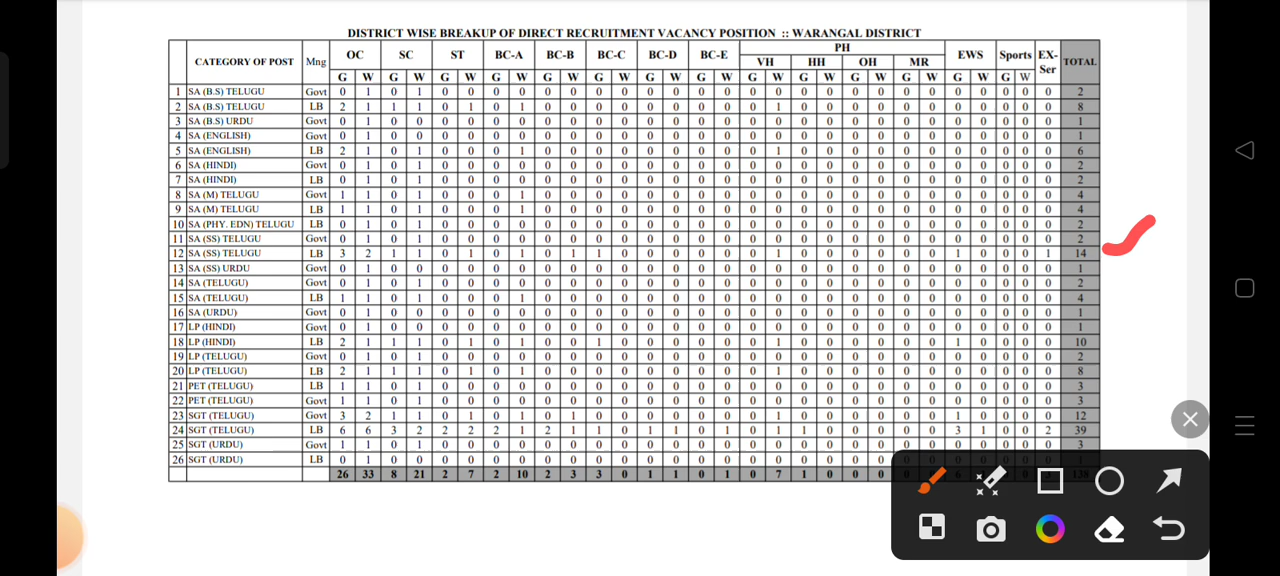 DISTRICT WISE BREAKUP OF DIRECT RECRUITMENT VACANCY POSITION :: WARANGAL DISTRICT
CATEGORY OF POST Mng OC SC ST BC-A BC-B BC-C BC-D BC-E PH EWS Sports EX-Ser TOTAL
VH HH OH MR
G W G W G W G W G W G W G W G W G W G W G W G W G W G W
1 SA (B.S) TELUGU Govt 0 1 0 1 0 0 0 0 0 0 0 0 0 0 0 0 0 0 0 0 0 0 0 0 0 0 0 0 0 2
2 SA (B.S) TELUGU LB 2 1 1 1 0 1 0 1 0 0 0 0 0 0 0 0 0 1 0 0 0 0 0 0 0 0 0 0 0 8
3 SA (B.S) URDU Govt 0 1 0 0 0 0 0 0 0 0 0 0 0 0 0 0 0 0 0 0 0 0 0 0 0 0 0 0 0 1
4 SA (ENGLISH) Govt 0 1 0 0 0 0 0 0 0 0 0 0 0 0 0 0 0 0 0 0 0 0 0 0 0 0 0 0 0 1
5 SA (ENGLISH) LB 2 1 0 1 0 0 0 1 0 0 0 0 0 0 0 0 0 1 0 0 0 0 0 0 0 0 0 0 0 6
6 SA (HINDI) Govt 0 1 0 1 0 0 0 0 0 0 0 0 0 0 0 0 0 0 0 0 0 0 0 0 0 0 0 0 0 2
7 SA (HINDI) LB 0 1 0 1 0 0 0 0 0 0 0 0 0 0 0 0 0 0 0 0 0 0 0 0 0 0 0 0 0 2
8 SA (M) TELUGU Govt 1 1 0 1 0 0 0 1 0 0 0 0 0 0 0 0 0 0 0 0 0 0 0 0 0 0 0 0 0 4
9 SA (M) TELUGU LB 1 1 0 1 0 0 0 1 0 0 0 0 0 0 0 0 0 0 0 0 0 0 0 0 0 0 0 0 0 4
10 SA (PHY. EDN) TELUGU LB 0 1 0 1 0 0 0 0 0 0 0 0 0 0 0 0 0 0 0 0 0 0 0 0 0 0 0 0 0 2
11 SA (SS) TELUGU Govt 0 1 0 1 0 0 0 0 0 0 0 0 0 0 0 0 0 0 0 0 0 0 0 0 0 0 0 0 0 2
12 SA (SS) TELUGU LB 3 2 1 1 0 1 0 1 0 1 1 0 0 0 0 0 0 1 0 0 0 0 0 0 1 0 0 0 1 14
13 SA (SS) URDU Govt 0 1 0 0 0 0 0 0 0 0 0 0 0 0 0 0 0 0 0 0 0 0 0 0 0 0 0 0 0 1
14 SA (TELUGU) Govt 0 1 0 1 0 0 0 0 0 0 0 0 0 0 0 0 0 0 0 0 0 0 0 0 0 0 0 0 0 2
15 SA (TELUGU) LB 1 1 0 1 0 0 0 1 0 0 0 0 0 0 0 0 0 0 0 0 0 0 0 0 0 0 0 0 0 4
16 SA (URDU) Govt 0 1 0 0 0 0 0 0 0 0 0 0 0 0 0 0 0 0 0 0 0 0 0 0 0 0 0 0 0 1
17 LP (HINDI) Govt 0 1 0 0 0 0 0 0 0 0 0 0 0 0 0 0 0 0 0 0 0 0 0 0 0 0 0 0 0 1
18 LP (HINDI) LB 2 1 1 1 0 1 0 1 0 0 1 0 0 0 0 0 0 1 0 0 0 0 0 0 1 0 0 0 0 10
19 LP (TELUGU) Govt 0 1 0 1 0 0 0 0 0 0 0 0 0 0 0 0 0 0 0 0 0 0 0 0 0 0 0 0 0 2
20 LP (TELUGU) LB 2 1 1 1 0 1 0 1 0 0 0 0 0 0 0 0 0 1 0 0 0 0 0 0 0 0 0 0 0 8
21 PET (TELUGU) LB 1 1 0 1 0 0 0 0 0 0 0 0 0 0 0 0 0 0 0 0 0 0 0 0 0 0 0 0 0 3
22 PET (TELUGU) Govt 1 1 0 1 0 0 0 0 0 0 0 0 0 0 0 0 0 0 0 0 0 0 0 0 0 0 0 0 0 3
23 SGT (TELUGU) Govt 3 2 1 1 0 1 0 1 0 1 0 0 0 0 0 0 0 1 0 0 0 0 0 0 1 0 0 0 0 12
24 SGT (TELUGU) LB 6 6 3 2 2 2 2 1 2 1 1 0 1 1 0 1 0 1 1 0 0 0 0 0 3 1 0 0 2 39
25 SGT (URDU) Govt 1 1 0 1 0 0 0 0 0 0 0 0 0 0 0 0 0 0 0 0 0 0 0 0 0 0 0 0 0 3
26 SGT (URDU) LB 0 1 0 0 0 0 0 0 0 0 0 0 0 0 0 0 0 0 0 0 0 0 0 0 0 0 0 0 0 1
26 33 8 21 2 7 2 10 2 3 3 0 1 1 0 1 0 7 1 0 0 0 0 6 138